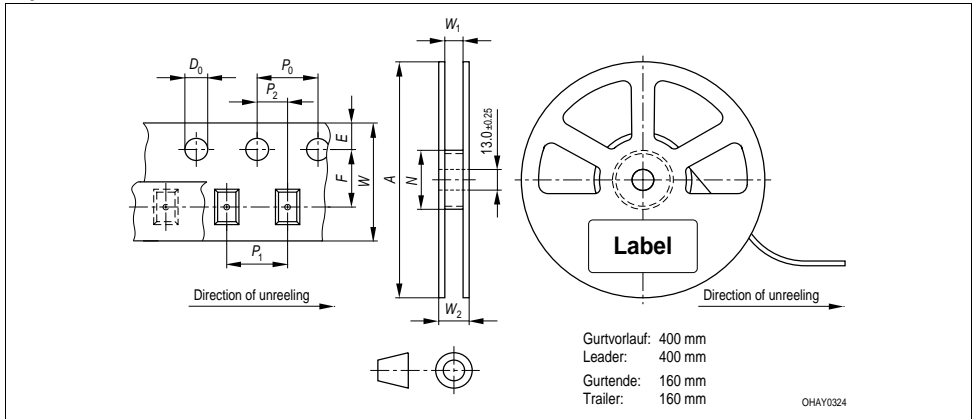 W1
D0
P0
P2
E
F
W
A
N
13.0 ±0.25
Label
P1
Direction of unreeling
W2
Direction of unreeling
Gurtvorlauf: 400 mm
Leader: 400 mm
Gurtende: 160 mm
Trailer: 160 mm
OHAY0324